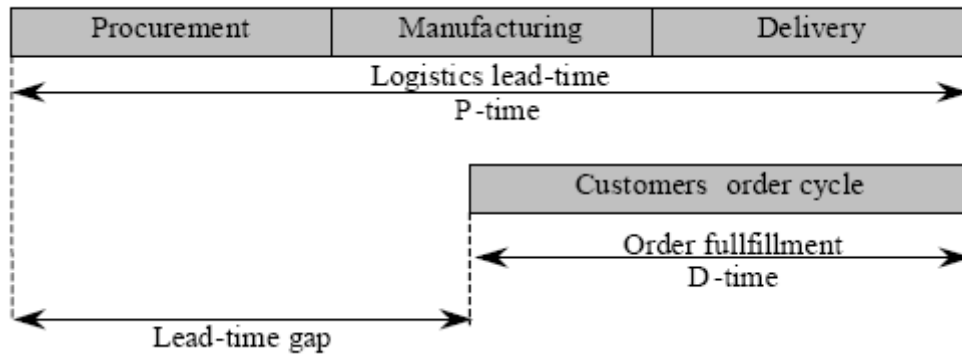 Procurement Manufacturing Delivery
Logistics lead-time
P-time
Customers order cycle
Order fullfillment
D-time
Lead-time gap